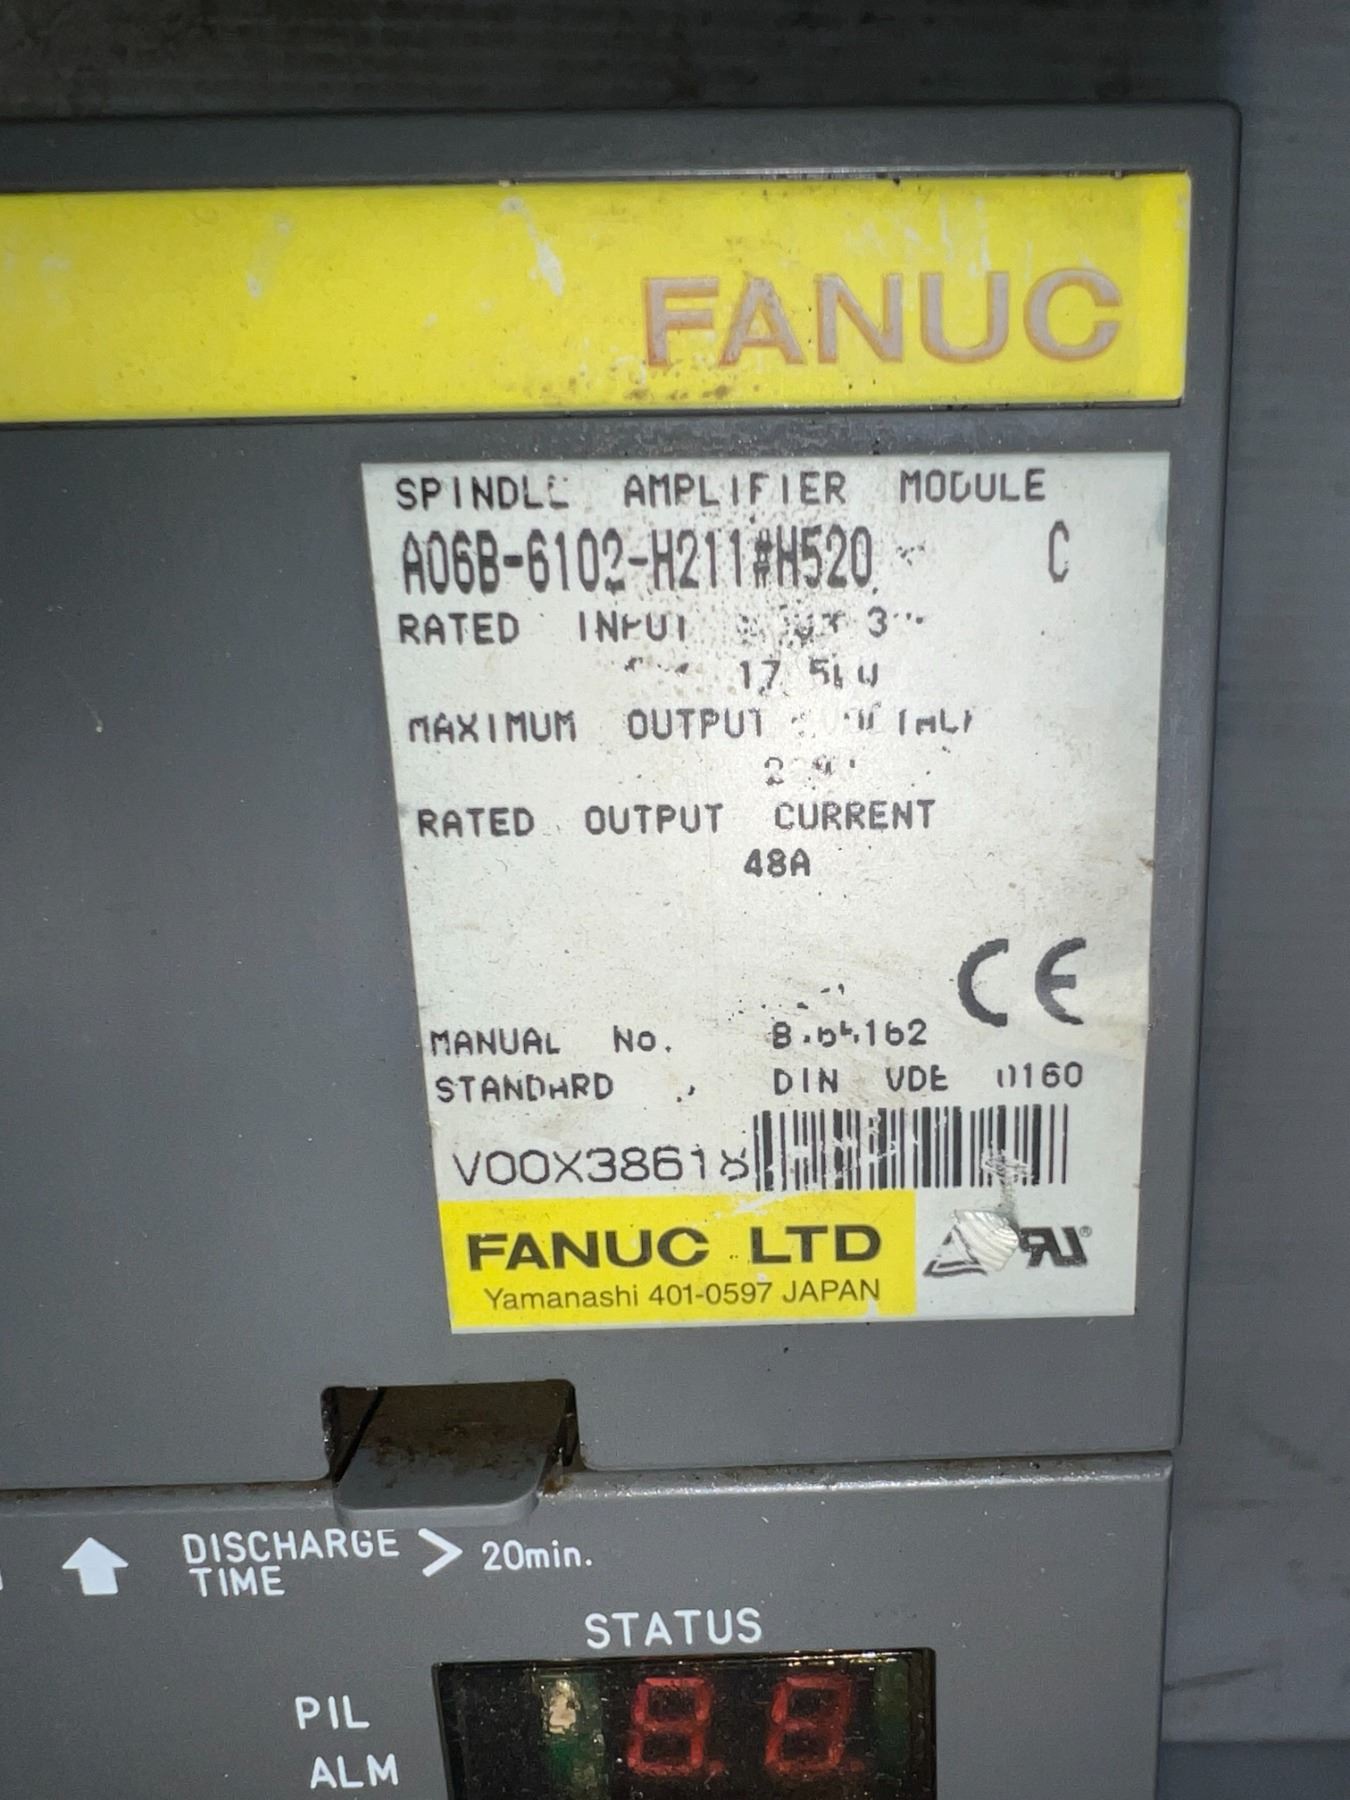 FANUC
SPINDLE AMPLIFIER MODULE
A06B-6102-H211#H520 C
RATED INPUT
17.5kW
MAXIMUM OUTPUT
RATED OUTPUT CURRENT
48A
CE
MANUAL No.
STANDARD DIN VDE 0160
V00X38618
FANUC LTD
Yamanashi 401-0597 JAPAN
DISCHARGE TIME > 20min.
STATUS
PIL
ALM